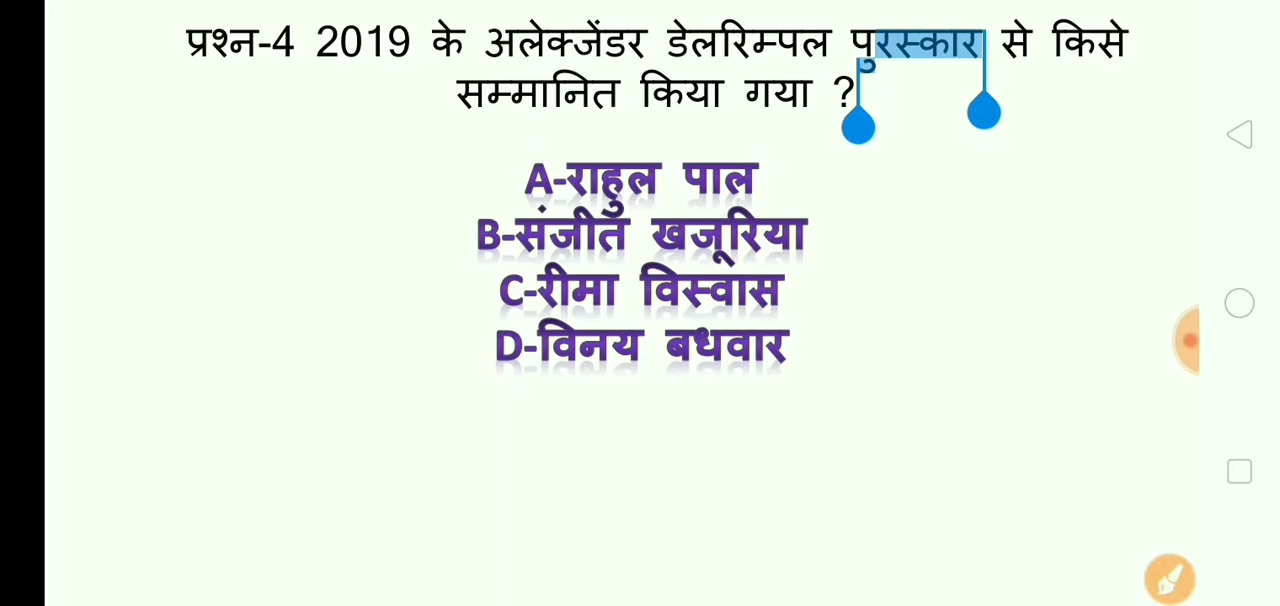 प्रश्न-4 2019 के अलेक्जेंडर डेलरिम्पल पुरस्कार से किसे
सम्मानित किया गया ?
A-राहुल पाल
B-संजीत खजूरिया
C-रीमा विस्वास
D-विनय बधवार